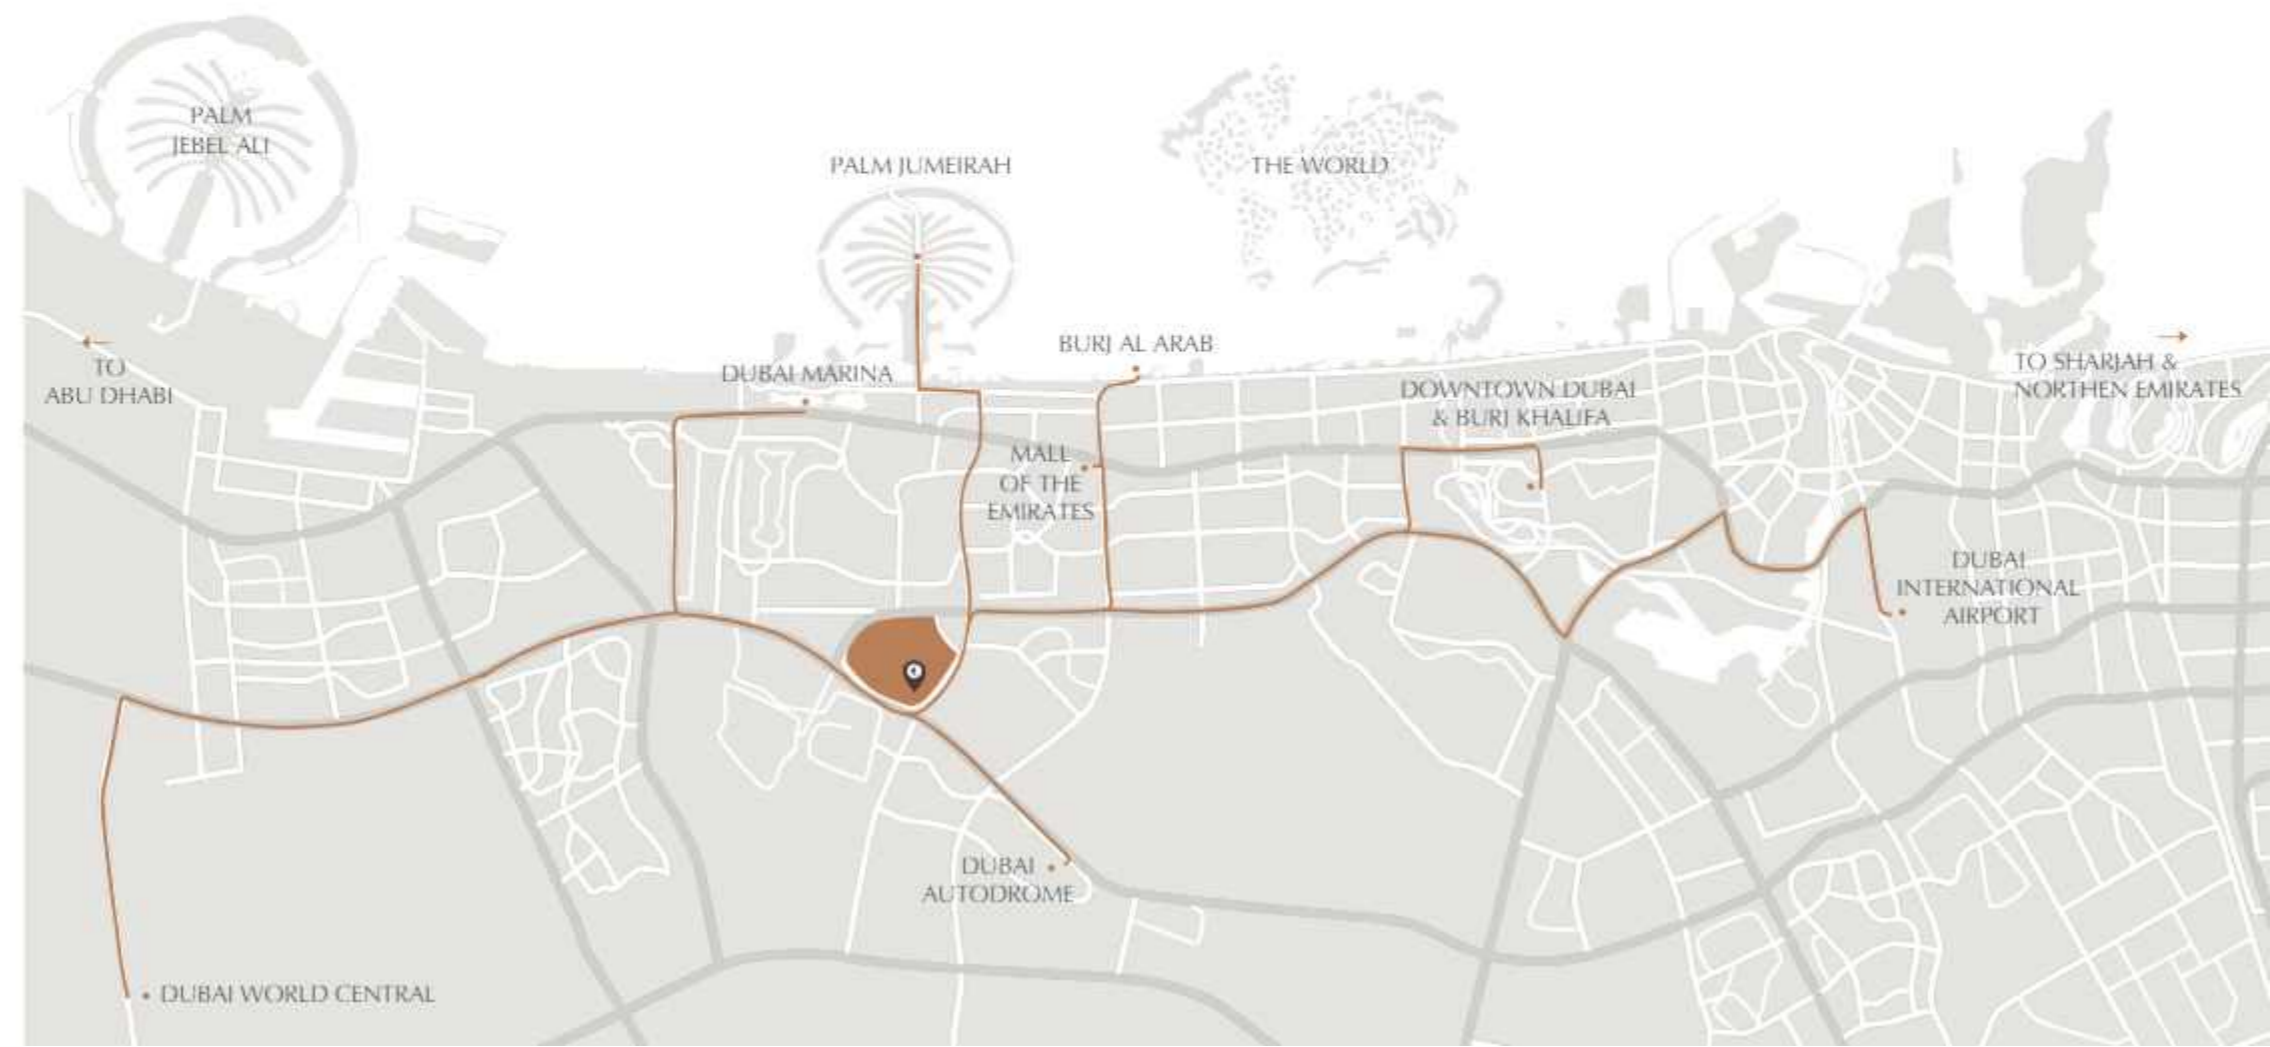 PALM
JEBEL ALI
PALM JUMEIRAH
THE WORLD
BURJ AL ARAB
TO
ABU DHABI
DUBAI MARINA
TO SHARJAH &
NORTHEN EMIRATES
DOWNTOWN DUBAI
& BURJ KHALIFA
MALL
OF THE
EMIRATES
DUBAI
INTERNATIONAL
AIRPORT
DUBAI
AUTODROME
DUBAI WORLD CENTRAL